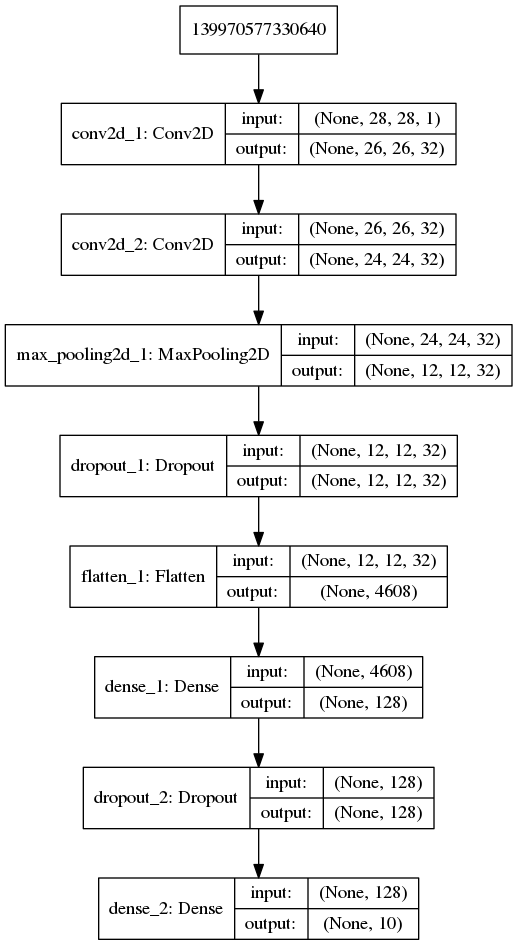 139970577330640
conv2d_1: Conv2D
input: (None, 28, 28, 1)
output: (None, 26, 26, 32)
conv2d_2: Conv2D
input: (None, 26, 26, 32)
output: (None, 24, 24, 32)
max_pooling2d_1: MaxPooling2D
input: (None, 24, 24, 32)
output: (None, 12, 12, 32)
dropout_1: Dropout
input: (None, 12, 12, 32)
output: (None, 12, 12, 32)
flatten_1: Flatten
input: (None, 12, 12, 32)
output: (None, 4608)
dense_1: Dense
input: (None, 4608)
output: (None, 128)
dropout_2: Dropout
input: (None, 128)
output: (None, 128)
dense_2: Dense
input: (None, 128)
output: (None, 10)